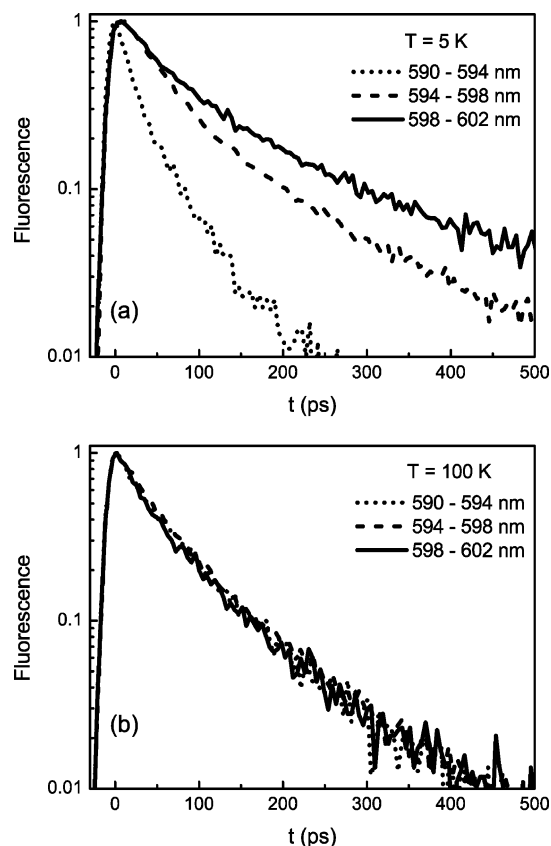 1
T = 5 K
590 - 594 nm
594 - 598 nm
598 - 602 nm
Fluorescence
0.1
(a)
0.01
0 100 200 300 400 500
t (ps)
1
T = 100 K
590 - 594 nm
594 - 598 nm
598 - 602 nm
Fluorescence
0.1
(b)
0.01
0 100 200 300 400 500
t (ps)